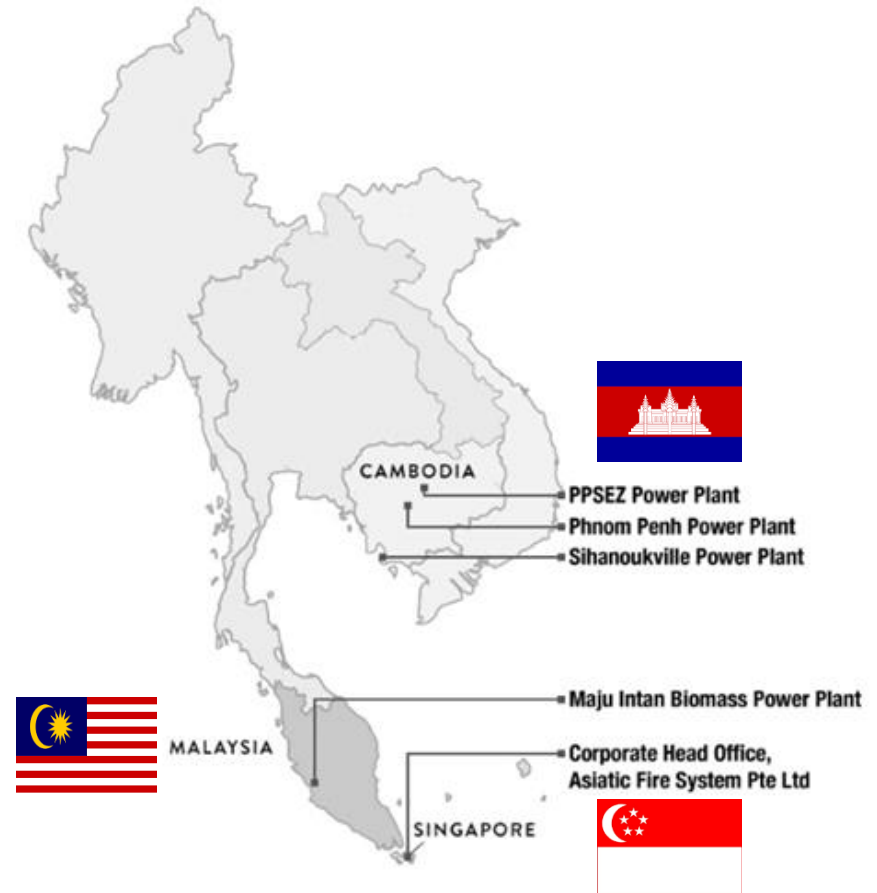 CAMBODIA
PPSEZ Power Plant
Phnom Penh Power Plant
Sihanoukville Power Plant
Maju Intan Biomass Power Plant
MALAYSIA
Corporate Head Office,
Asiatic Fire System Pte Ltd
SINGAPORE